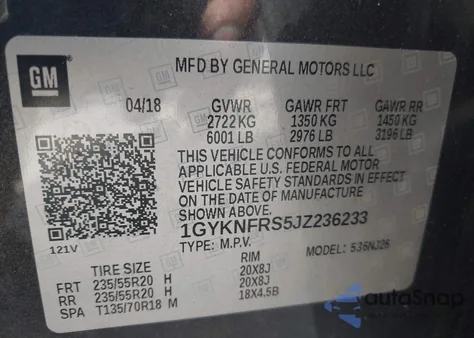 GM
MFD BY GENERAL MOTORS LLC
04/18 GVWR GAWR FRT GAWR RR
2722 KG 1350 KG 1450 KG
6001 LB 2976 LB 3196 LB
THIS VEHICLE CONFORMS TO ALL
APPLICABLE U.S. FEDERAL MOTOR
VEHICLE SAFETY STANDARDS IN EFFECT
ON THE DATE OF MANUFACTURE
SHOWN ABOVE.
1GYKNFRS5JZ236233
121V
TYPE: M.P.V. MODEL: 536NJ26
TIRE SIZE RIM
FRT 235/55R20 H 20X8J
RR 235/55R20 H 20X8J
SPA T135/70R18 M 18X4.5B
autoSnap